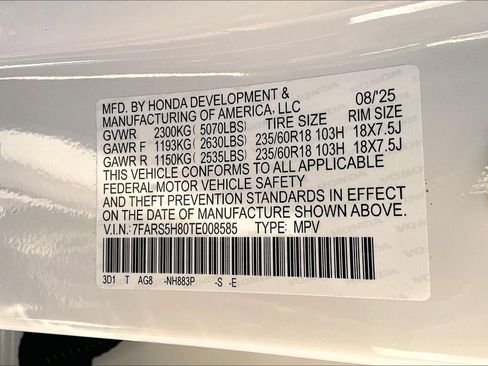 MFD. BY HONDA DEVELOPMENT & 08/'25
MANUFACTURING OF AMERICA, LLC
GVWR 2300KG( 5070LBS) TIRE SIZE RIM SIZE
GAWR F 1193KG( 2630LBS) 235/60R18 103H 18X7.5J
GAWR R 1150KG( 2535LBS) 235/60R18 103H 18X7.5J
THIS VEHICLE CONFORMS TO ALL APPLICABLE
FEDERAL MOTOR VEHICLE SAFETY
AND THEFT PREVENTION STANDARDS IN EFFECT
ON THE DATE OF MANUFACTURE SHOWN ABOVE.
V.I.N.: 7FARS5H80TE008585 TYPE: MPV
3D1 T AG8 -NH883P -S -E